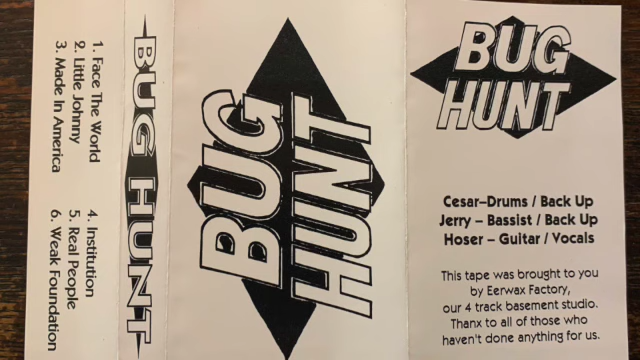 1. Face The World
2. Little Johnny
3. Made In America
4. Institution
5. Real People
6. Weak Foundation
BUG HUNT
BUG
HUNT
BUG
HUNT
Cesar–Drums / Back Up
Jerry – Bassist / Back Up
Hoser – Guitar / Vocals
This tape was brought to you
by Eerwax Factory,
our 4 track basement studio.
Thanx to all of those who
haven't done anything for us.